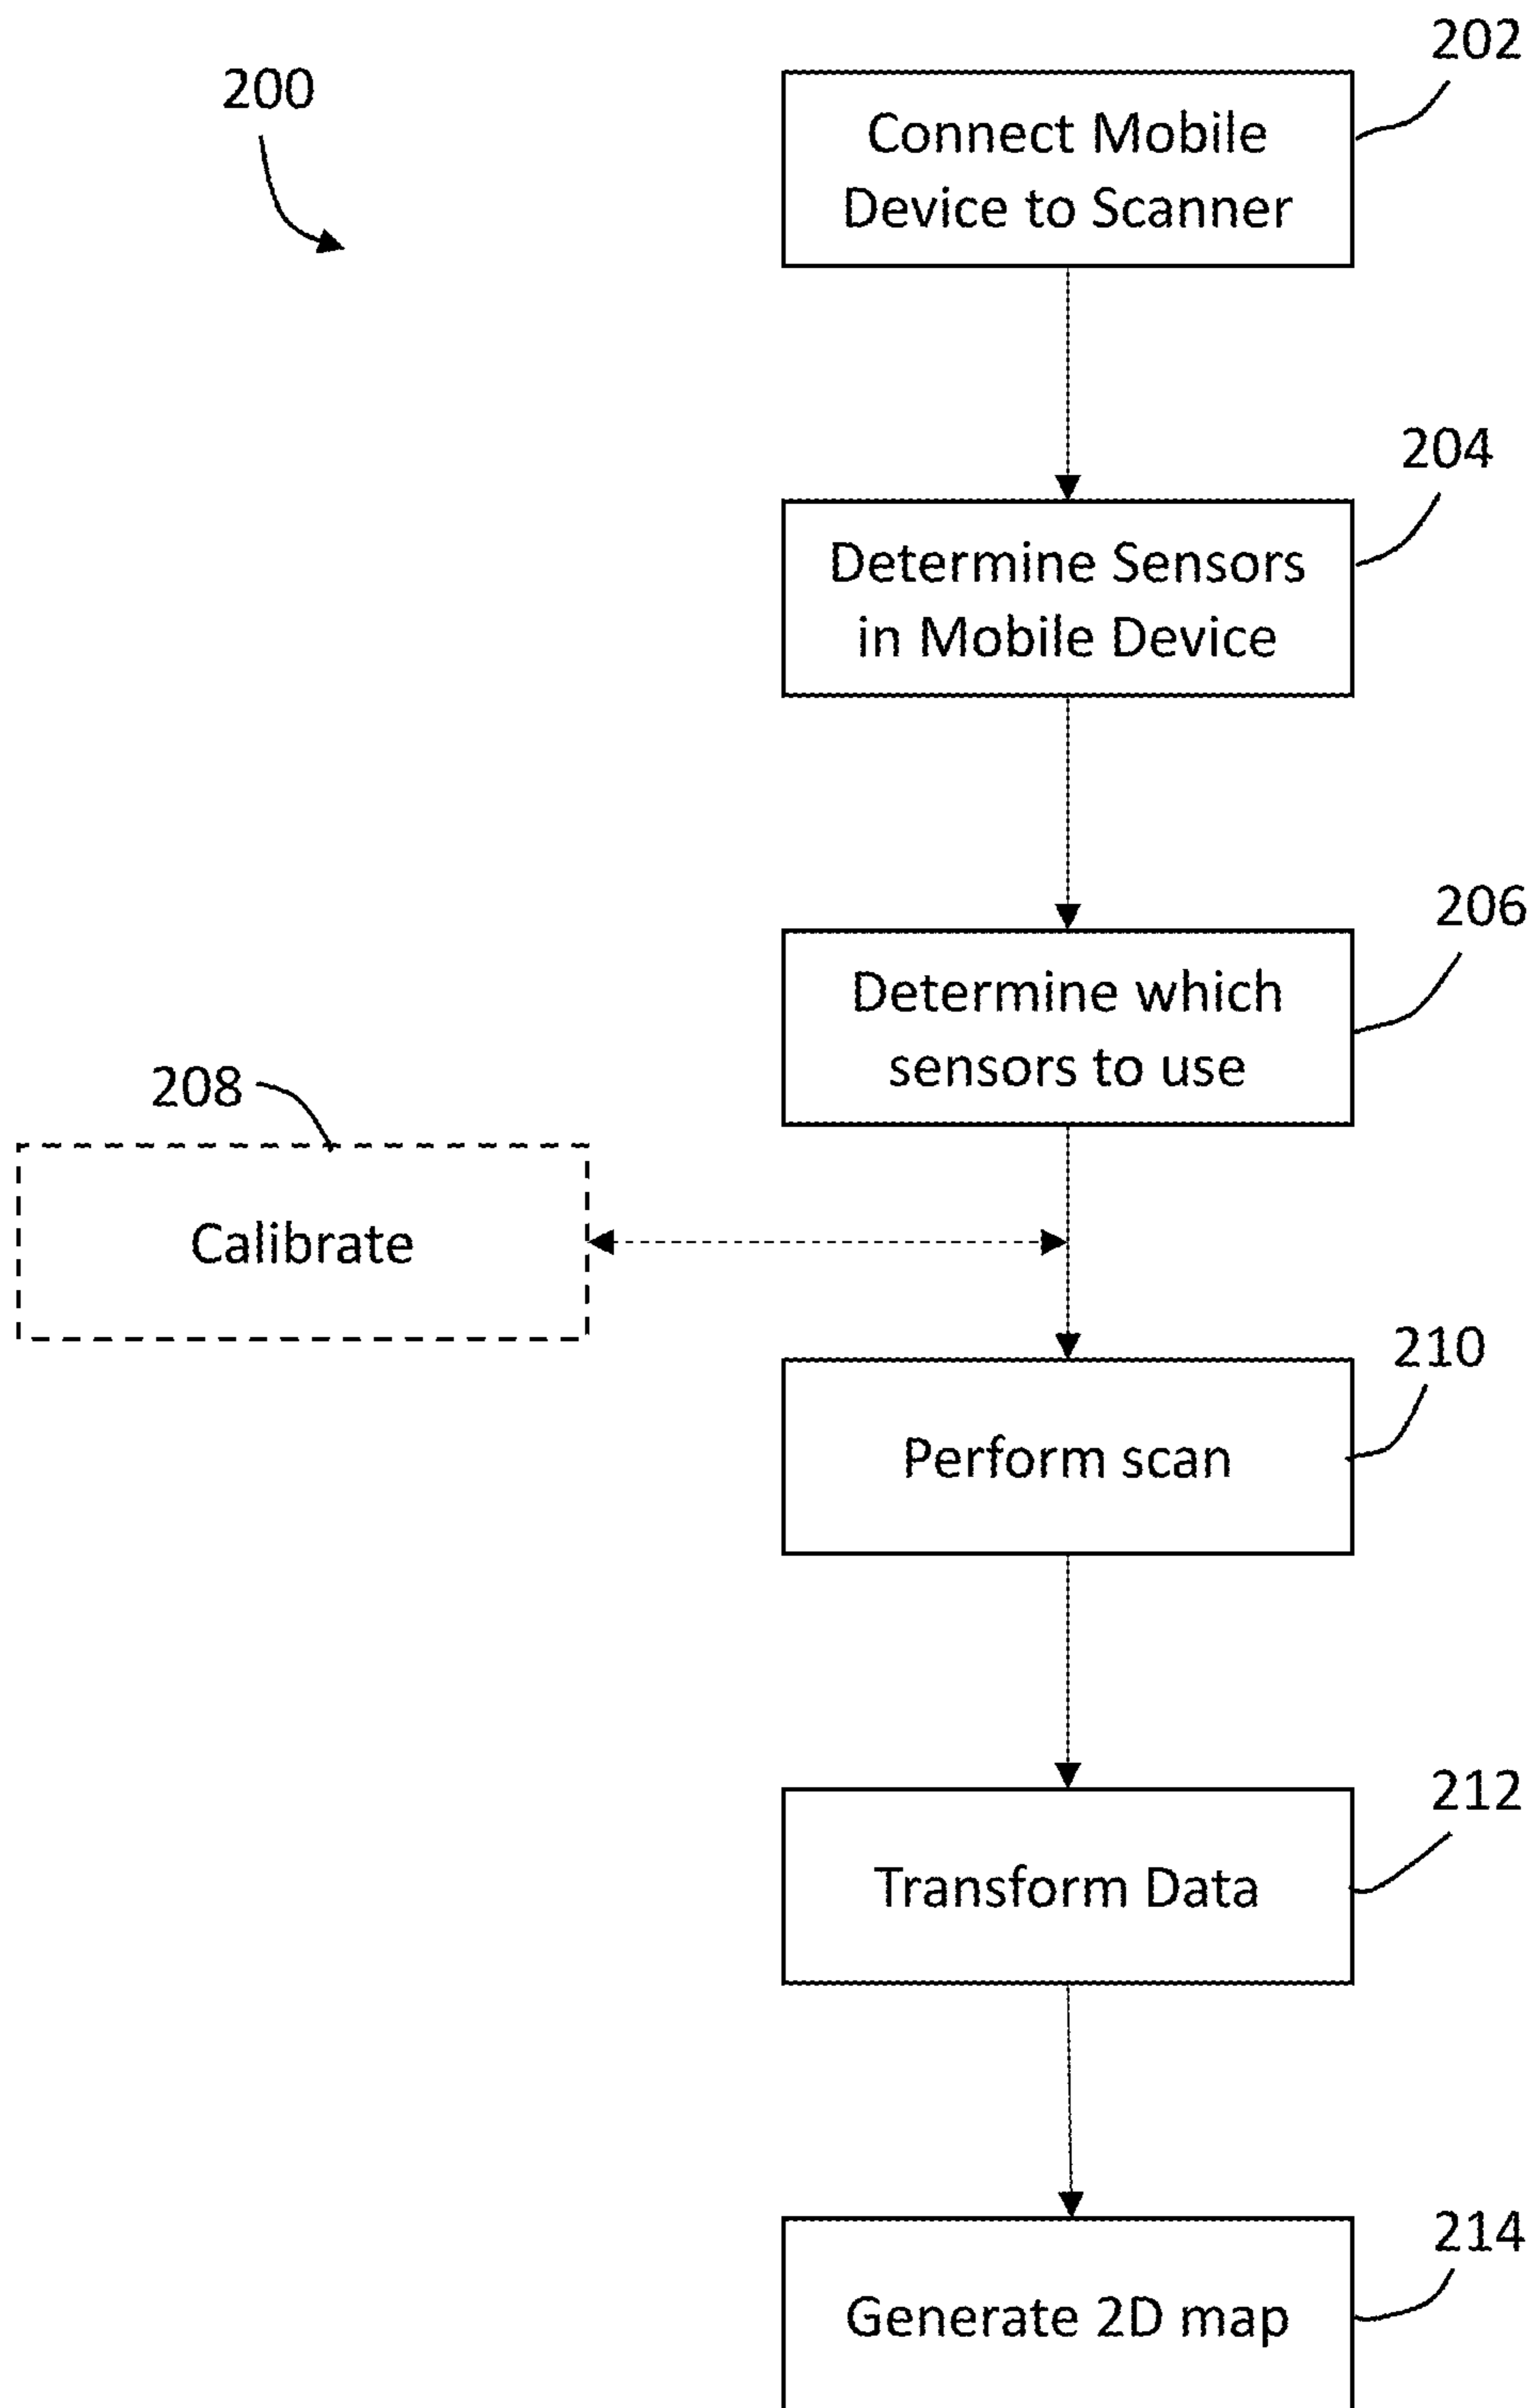 200
202
Connect Mobile
Device to Scanner
204
Determine Sensors
in Mobile Device
206
Determine which
sensors to use
208
Calibrate
210
Perform scan
212
Transform Data
214
Generate 2D map